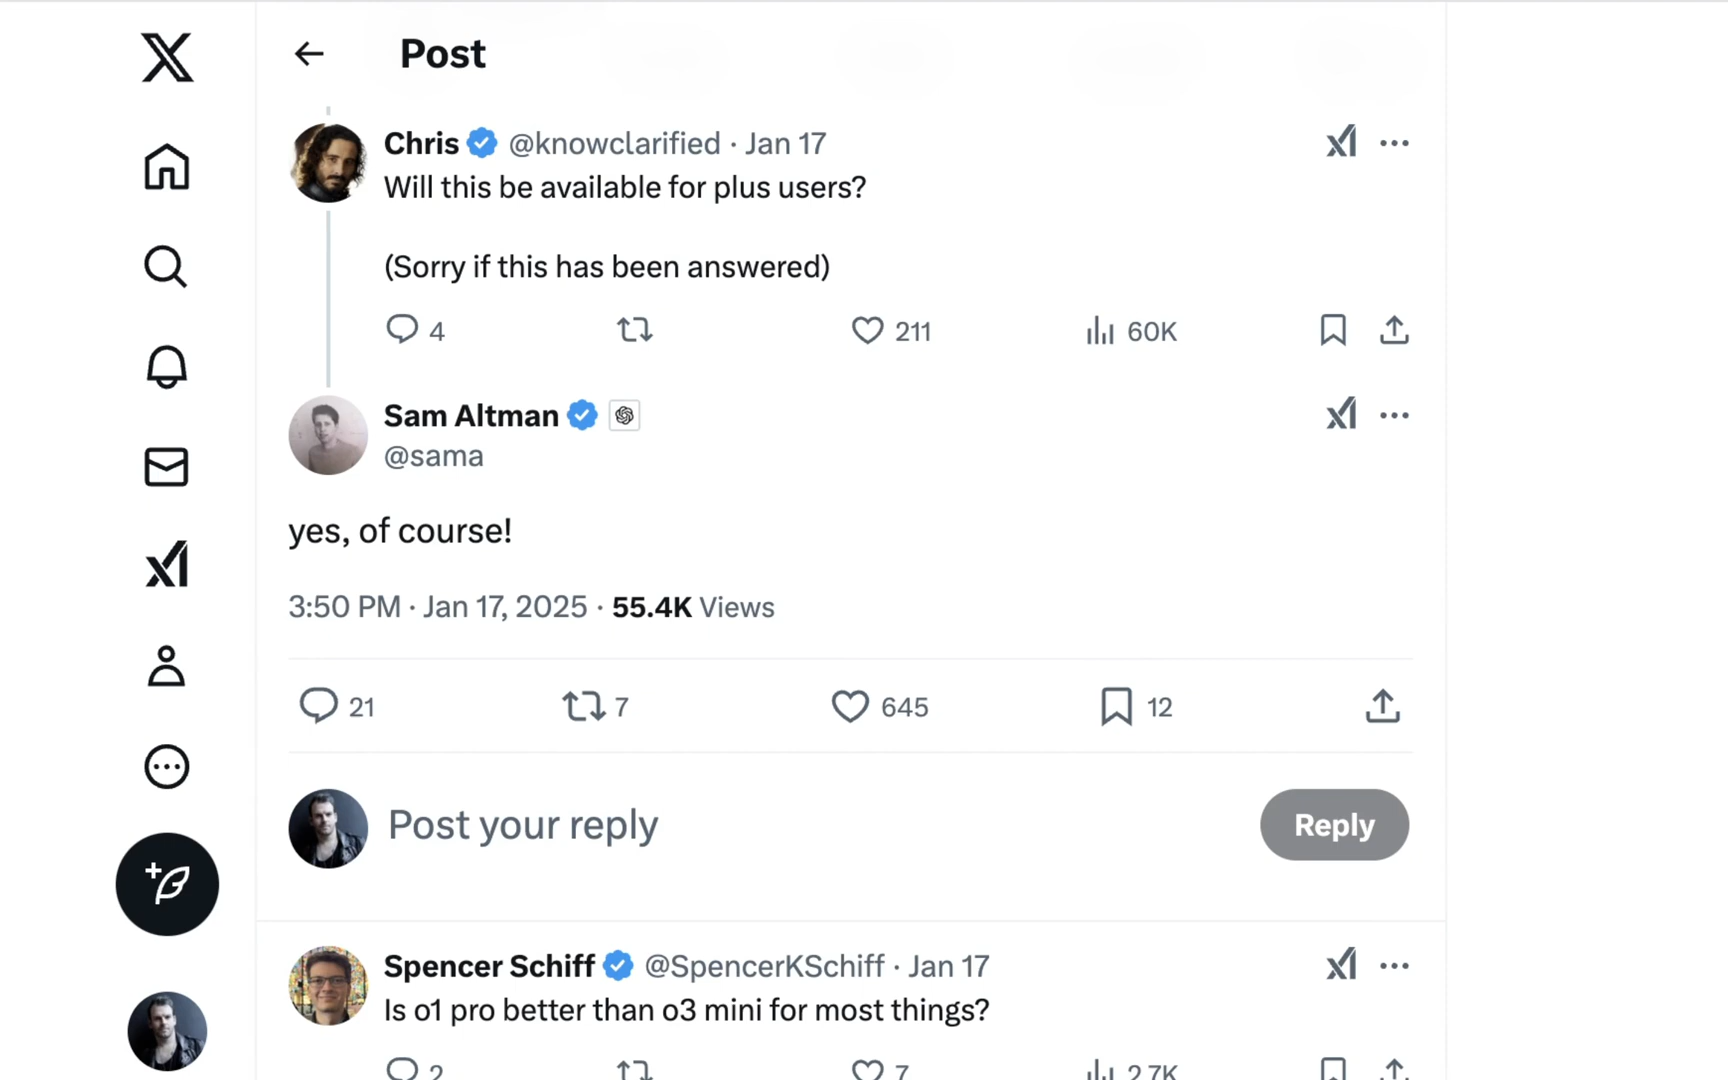 Post
Chris @knowclarified · Jan 17
Will this be available for plus users?
(Sorry if this has been answered)
4 211 60K
Sam Altman
@sama
yes, of course!
3:50 PM · Jan 17, 2025 · 55.4K Views
21 7 645 12
Post your reply
Reply
Spencer Schiff @SpencerKSchiff · Jan 17
Is o1 pro better than o3 mini for most things?
2 7 2.7K